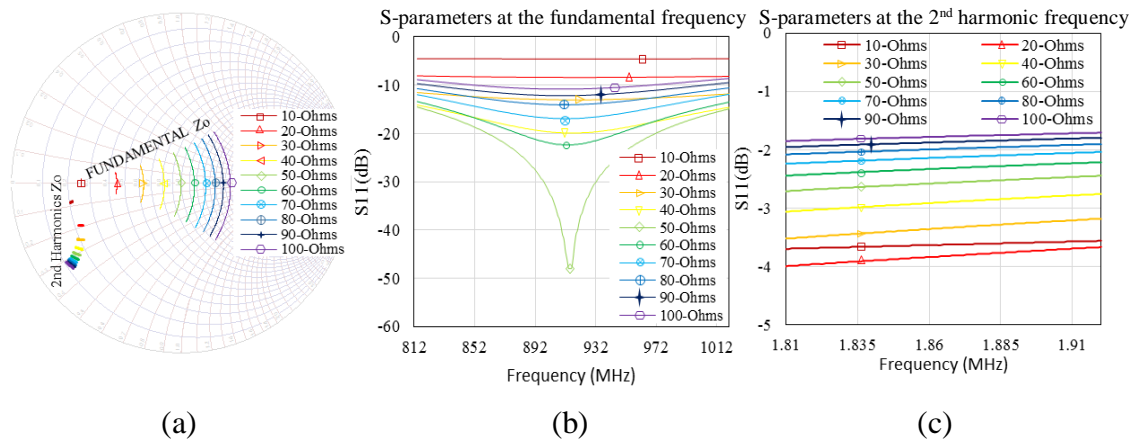 FUNDAMENTAL Zo
2nd Harmonics Zo
10-Ohms
20-Ohms
30-Ohms
40-Ohms
50-Ohms
60-Ohms
70-Ohms
80-Ohms
90-Ohms
100-Ohms
(a)
S-parameters at the fundamental frequency
0
-10
-20
-30
-40
-50
-60
S11 (dB)
10-Ohms
20-Ohms
30-Ohms
40-Ohms
50-Ohms
60-Ohms
70-Ohms
80-Ohms
90-Ohms
100-Ohms
812 852 892 932 972 1012
Frequency (MHz)
(b)
S-parameters at the 2nd harmonic frequency
0
-1
-2
-3
-4
-5
S11 (dB)
10-Ohms 20-Ohms
30-Ohms 40-Ohms
50-Ohms 60-Ohms
70-Ohms 80-Ohms
90-Ohms 100-Ohms
1.81 1.835 1.86 1.885 1.91
Frequency (MHz)
(c)